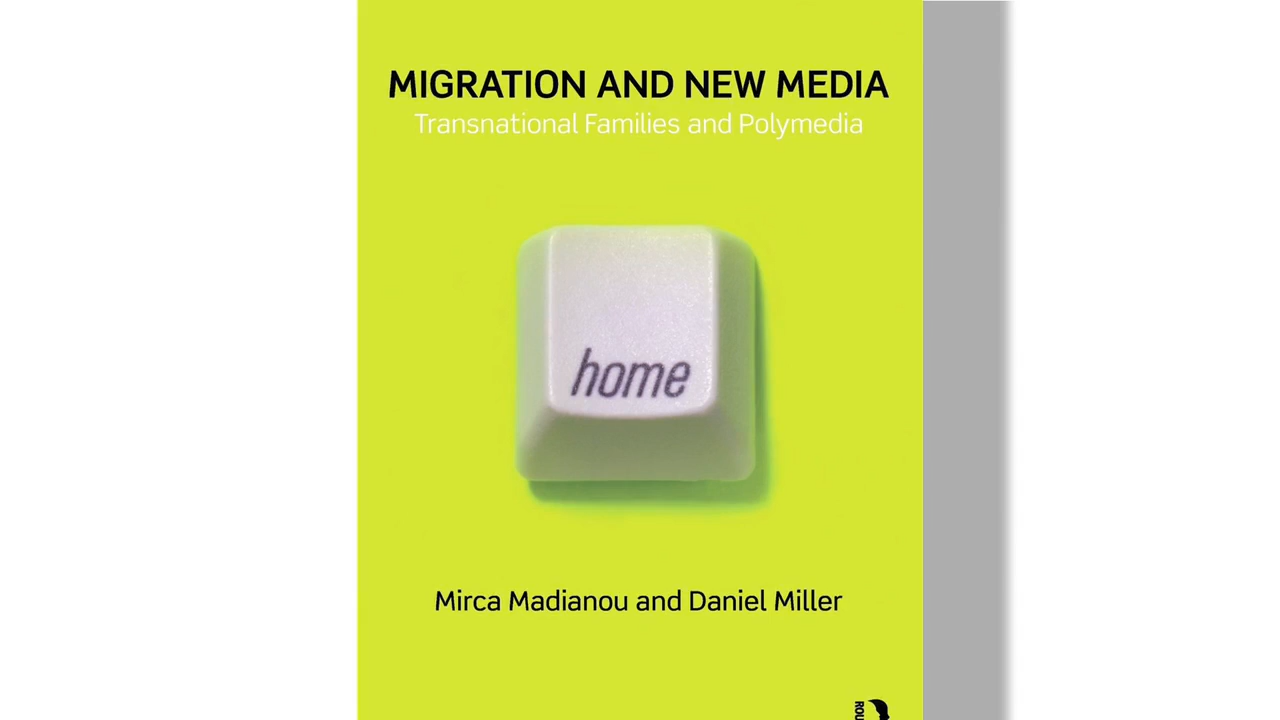 MIGRATION AND NEW MEDIA
Transnational Families and Polymedia
home
Mirca Madianou and Daniel Miller